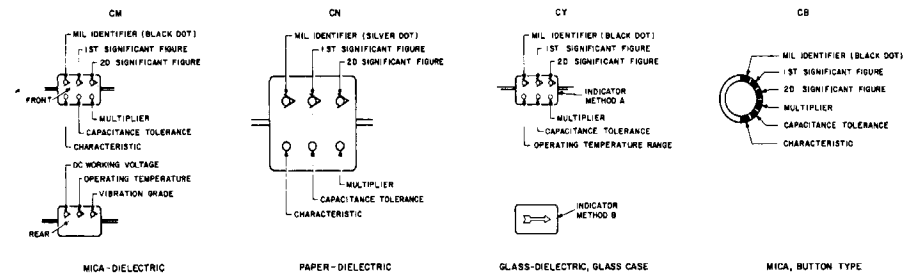 CM
MIL IDENTIFIER (BLACK DOT)
1ST SIGNIFICANT FIGURE
2D SIGNIFICANT FIGURE
FRONT
MULTIPLIER
CAPACITANCE TOLERANCE
CHARACTERISTIC
DC WORKING VOLTAGE
OPERATING TEMPERATURE
VIBRATION GRADE
REAR
MICA-DIELECTRIC
CN
MIL IDENTIFIER (SILVER DOT)
1ST SIGNIFICANT FIGURE
2D SIGNIFICANT FIGURE
MULTIPLIER
CAPACITANCE TOLERANCE
CHARACTERISTIC
PAPER-DIELECTRIC
CY
MIL IDENTIFIER (BLACK DOT)
1ST SIGNIFICANT FIGURE
2D SIGNIFICANT FIGURE
INDICATOR
METHOD A
MULTIPLIER
CAPACITANCE TOLERANCE
OPERATING TEMPERATURE RANGE
INDICATOR
METHOD B
GLASS-DIELECTRIC, GLASS CASE
CB
MIL IDENTIFIER (BLACK DOT)
1ST SIGNIFICANT FIGURE
2D SIGNIFICANT FIGURE
MULTIPLIER
CAPACITANCE TOLERANCE
CHARACTERISTIC
MICA, BUTTON TYPE